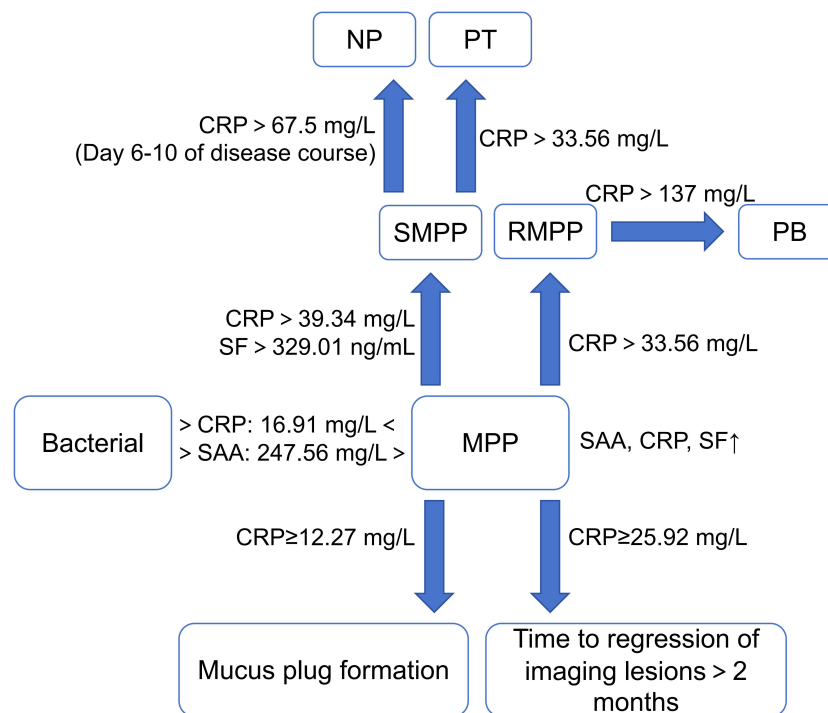 NP
PT
CRP > 67.5 mg/L
(Day 6-10 of disease course)
CRP > 33.56 mg/L
CRP > 137 mg/L
SMPP
RMPP
PB
CRP > 39.34 mg/L
SF > 329.01 ng/mL
CRP > 33.56 mg/L
Bacterial
> CRP: 16.91 mg/L <
> SAA: 247.56 mg/L >
MPP
SAA, CRP, SF↑
CRP≥12.27 mg/L
CRP≥25.92 mg/L
Mucus plug formation
Time to regression of
imaging lesions > 2
months